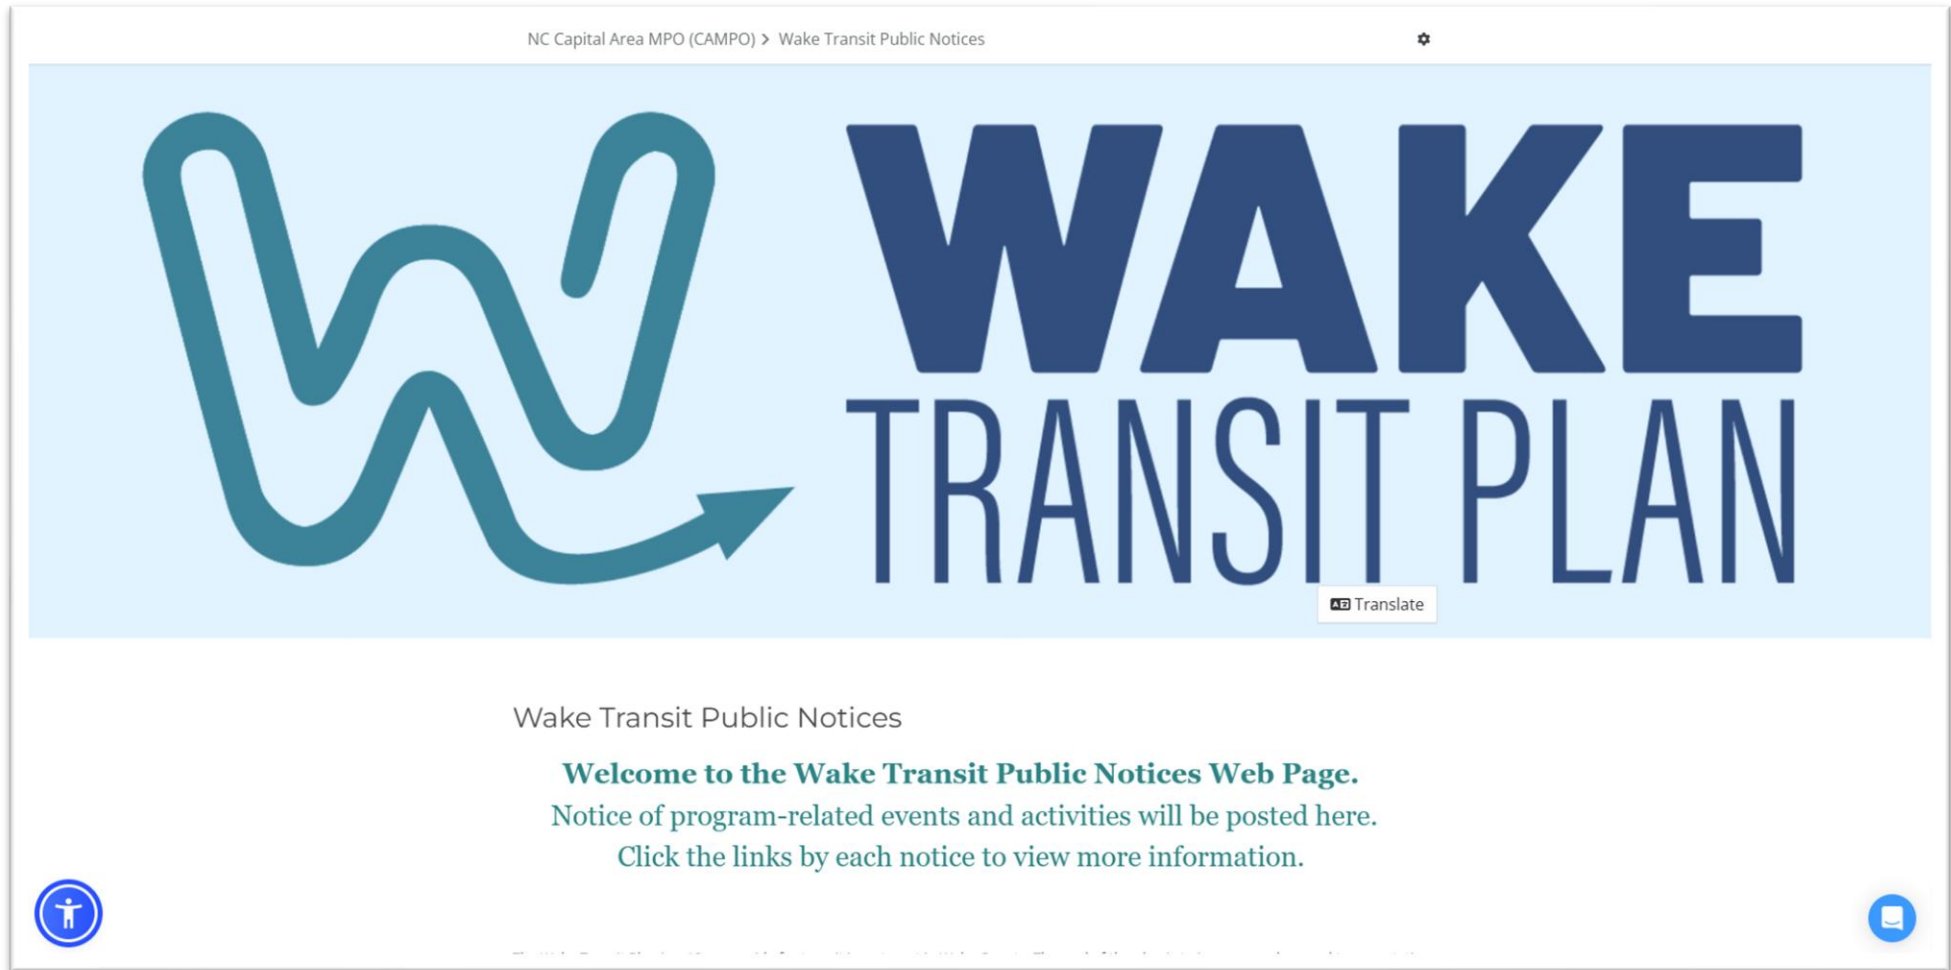 NC Capital Area MPO (CAMPO) > Wake Transit Public Notices
WAKE
TRANSIT PLAN
Translate
Wake Transit Public Notices
Welcome to the Wake Transit Public Notices Web Page.
Notice of program-related events and activities will be posted here.
Click the links by each notice to view more information.